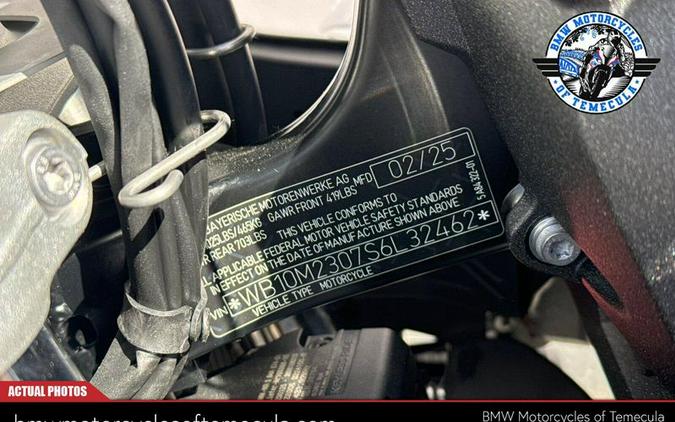 BMW MOTORCYCLES
OF TEMECULA
BAYERISCHE MOTORENWERKE AG MFD 02/25
1025LBS/465KG GAWR FRONT 419LBS
R REAR 703LBS THIS VEHICLE CONFORMS TO
ALL APPLICABLE FEDERAL MOTOR VEHICLE SAFETY STANDARDS
IN EFFECT ON THE DATE OF MANUFACTURE SHOWN ABOVE
VIN *WB10M2307S6L32462*
VEHICLE TYPE MOTORCYCLE
ACTUAL PHOTOS
bmwmotorcyclesoftemecula.com
BMW Motorcycles of Temecula